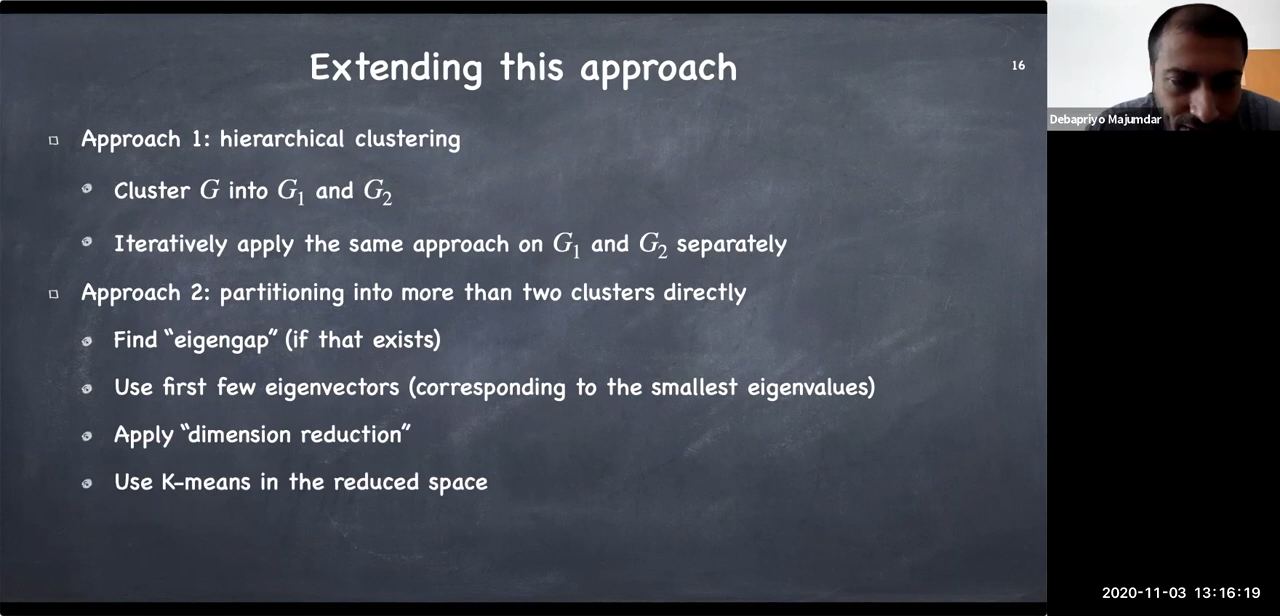 Extending this approach
16
Approach 1: hierarchical clustering
Cluster G into G₁ and G₂
Iteratively apply the same approach on G₁ and G₂ separately
Approach 2: partitioning into more than two clusters directly
Find “eigengap” (if that exists)
Use first few eigenvectors (corresponding to the smallest eigenvalues)
Apply “dimension reduction”
Use K-means in the reduced space
Debapriyo Majumdar
2020-11-03 13:16:19